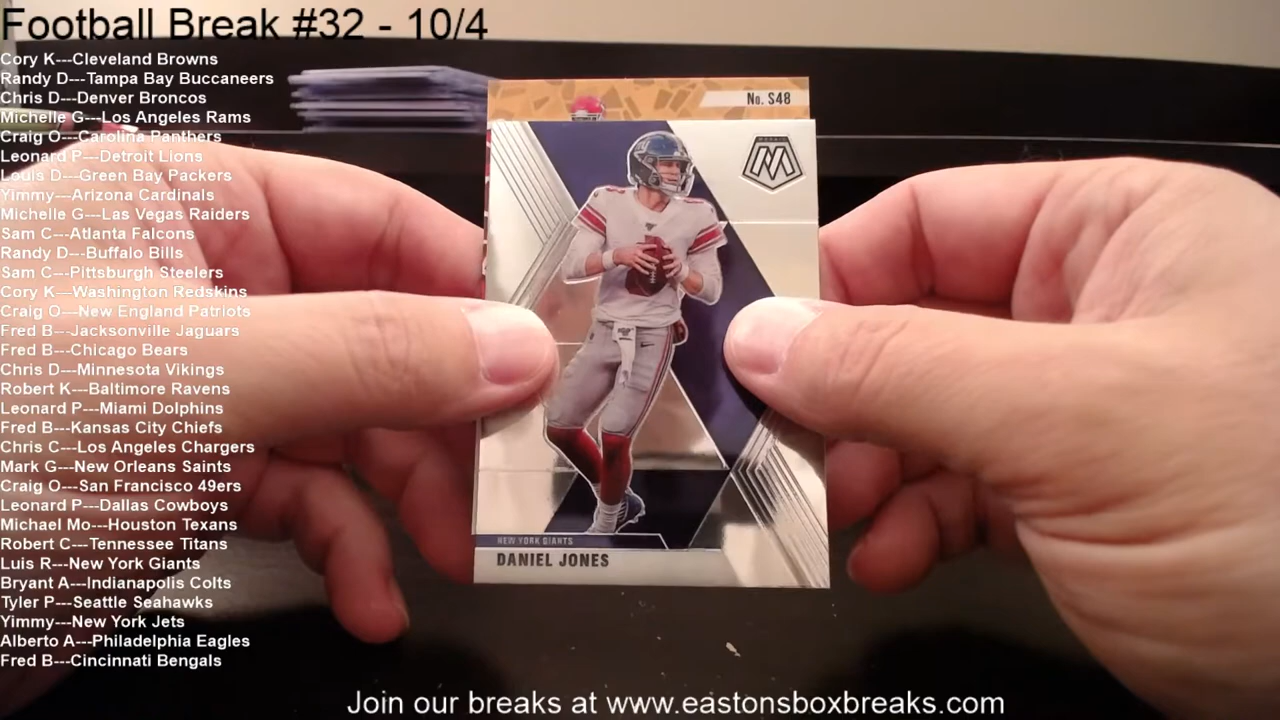 Football Break #32 - 10/4
Cory K---Cleveland Browns
Randy D---Tampa Bay Buccaneers
Chris D---Denver Broncos
Michelle G---Los Angeles Rams
Craig O---Carolina Panthers
Leonard P---Detroit Lions
Louis D---Green Bay Packers
Yimmy---Arizona Cardinals
Michelle G---Las Vegas Raiders
Sam C---Atlanta Falcons
Randy D---Buffalo Bills
Sam C---Pittsburgh Steelers
Cory K---Washington Redskins
Craig O---New England Patriots
Fred B---Jacksonville Jaguars
Fred B---Chicago Bears
Chris D---Minnesota Vikings
Robert K---Baltimore Ravens
Leonard P---Miami Dolphins
Fred B---Kansas City Chiefs
Chris C---Los Angeles Chargers
Mark G---New Orleans Saints
Craig O---San Francisco 49ers
Leonard P---Dallas Cowboys
Michael Mo---Houston Texans
Robert C---Tennessee Titans
Luis R---New York Giants
Bryant A---Indianapolis Colts
Tyler P---Seattle Seahawks
Yimmy---New York Jets
Alberto A---Philadelphia Eagles
Fred B---Cincinnati Bengals
No. S48
MOSAIC
NEW YORK GIANTS
DANIEL JONES
Join our breaks at www.eastonsboxbreaks.com